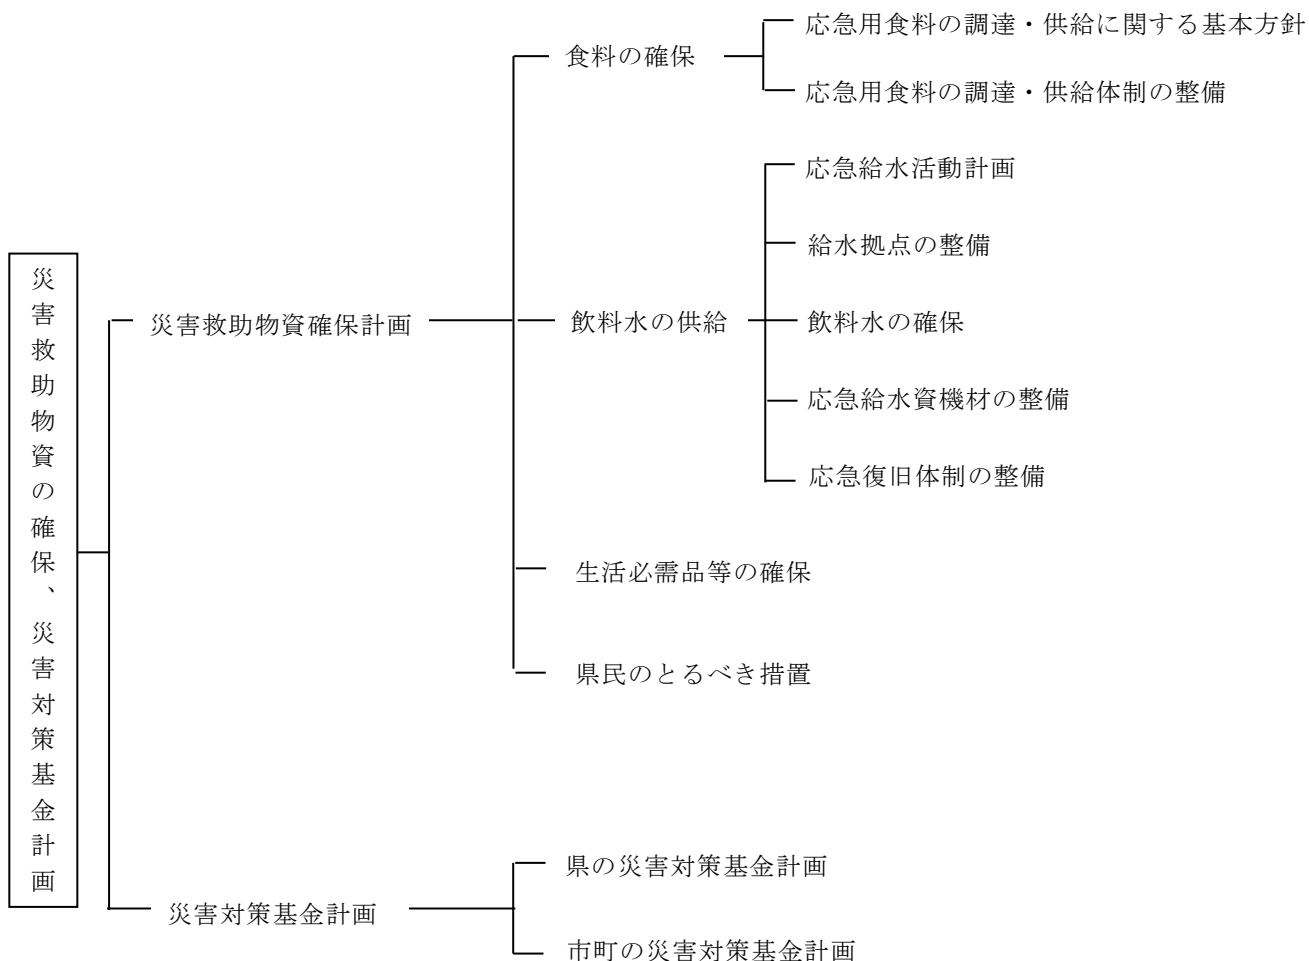 災害救助物資の確保、災害対策基金計画
災害救助物資確保計画
食料の確保
応急用食料の調達・供給に関する基本方針
応急用食料の調達・供給体制の整備
飲料水の供給
応急給水活動計画
給水拠点の整備
飲料水の確保
応急給水資機材の整備
応急復旧体制の整備
生活必需品等の確保
県民のとるべき措置
災害対策基金計画
県の災害対策基金計画
市町の災害対策基金計画